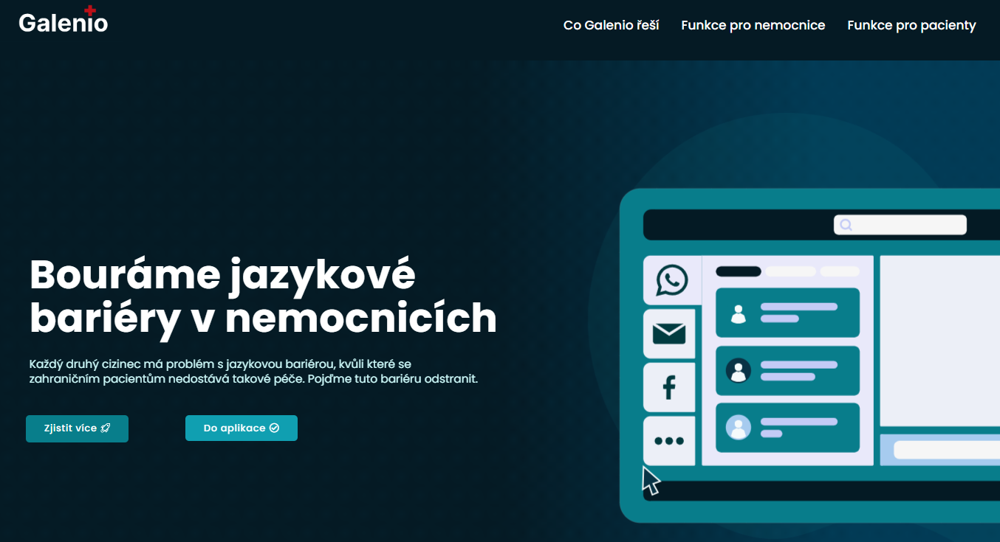 Galenio
Co Galenio řeší
Funkce pro nemocnice
Funkce pro pacienty
Bouráme jazykové
bariéry v nemocnicích
Každý druhý cizinec má problém s jazykovou bariérou, kvůli které se
zahraničním pacientům nedostává takové péče. Pojďme tuto bariéru odstranit.
Zjistit více
Do aplikace